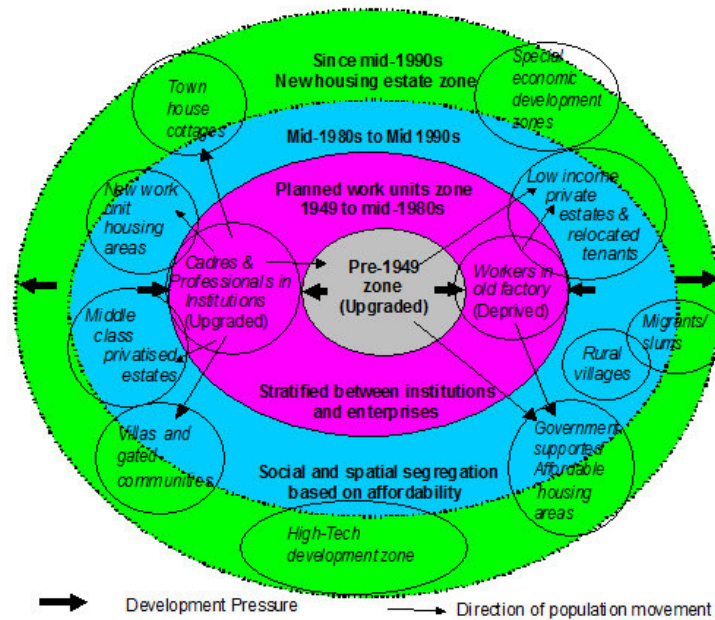 Since mid-1990s
New housing estate zone
Town
house
cottages
Special
economic
development
zones
Mid-1980s to Mid 1990s
New work
unit
housing
areas
Planned work units zone
1949 to mid-1980s
Low income
private
estates &
relocated
tenants
Cadres &
Professionals in
Institutions
(Upgraded)
Pre-1949
zone
(Upgraded)
Workers in
old factory
(Deprived)
Middle
class
privatised
estates
Migrants/
slums
Rural
villages
Stratified between institutions
and enterprises
Villas and
gated
communities
Government
supported
Affordable
housing
areas
Social and spatial segregation
based on affordability
High-Tech
development zone
Development Pressure
Direction of population movement